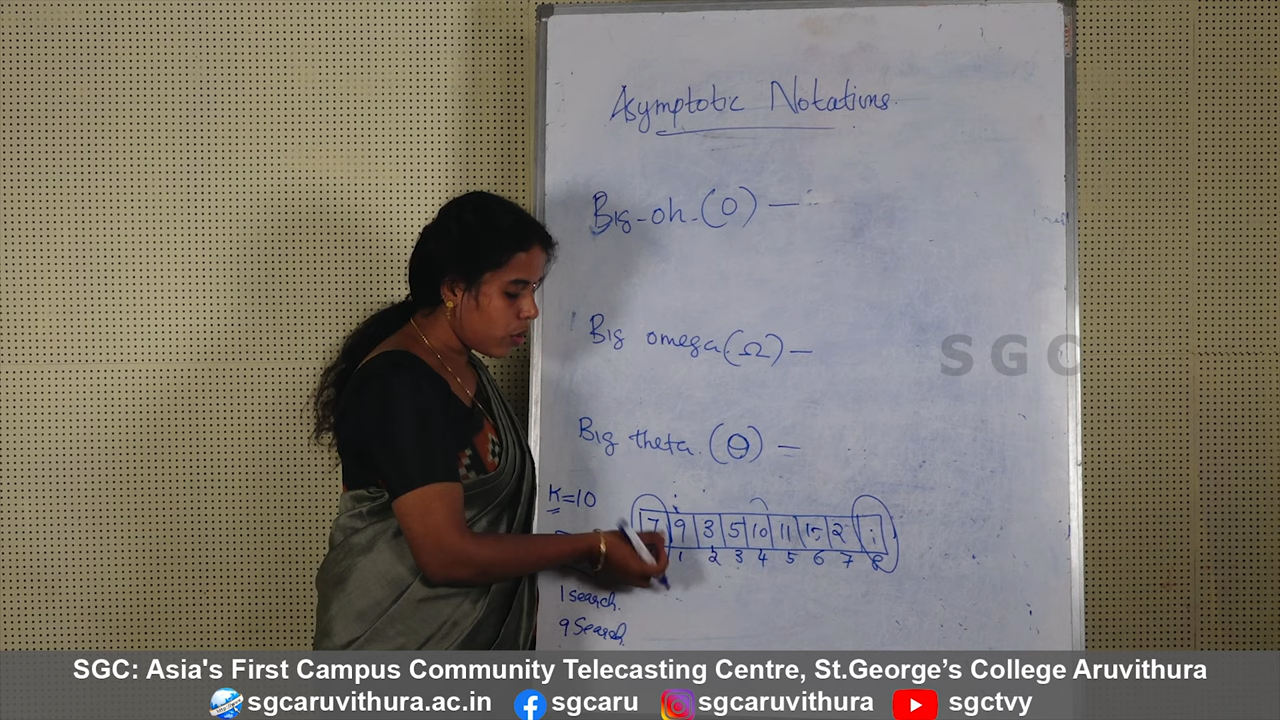 Asymptotic Notations.
Big-oh. (O) —
Big omega (Ω) —
SGC
Big theta. (Θ) =
K=10
7 9 3 5 10 11 15 2 1
1 2 3 4 5 6 7 8
1 search.
9 Search.
SGC: Asia's First Campus Community Telecasting Centre, St.George’s College Aruvithura
sgcaruvithura.ac.in sgcaru sgcaruvithura sgctvy